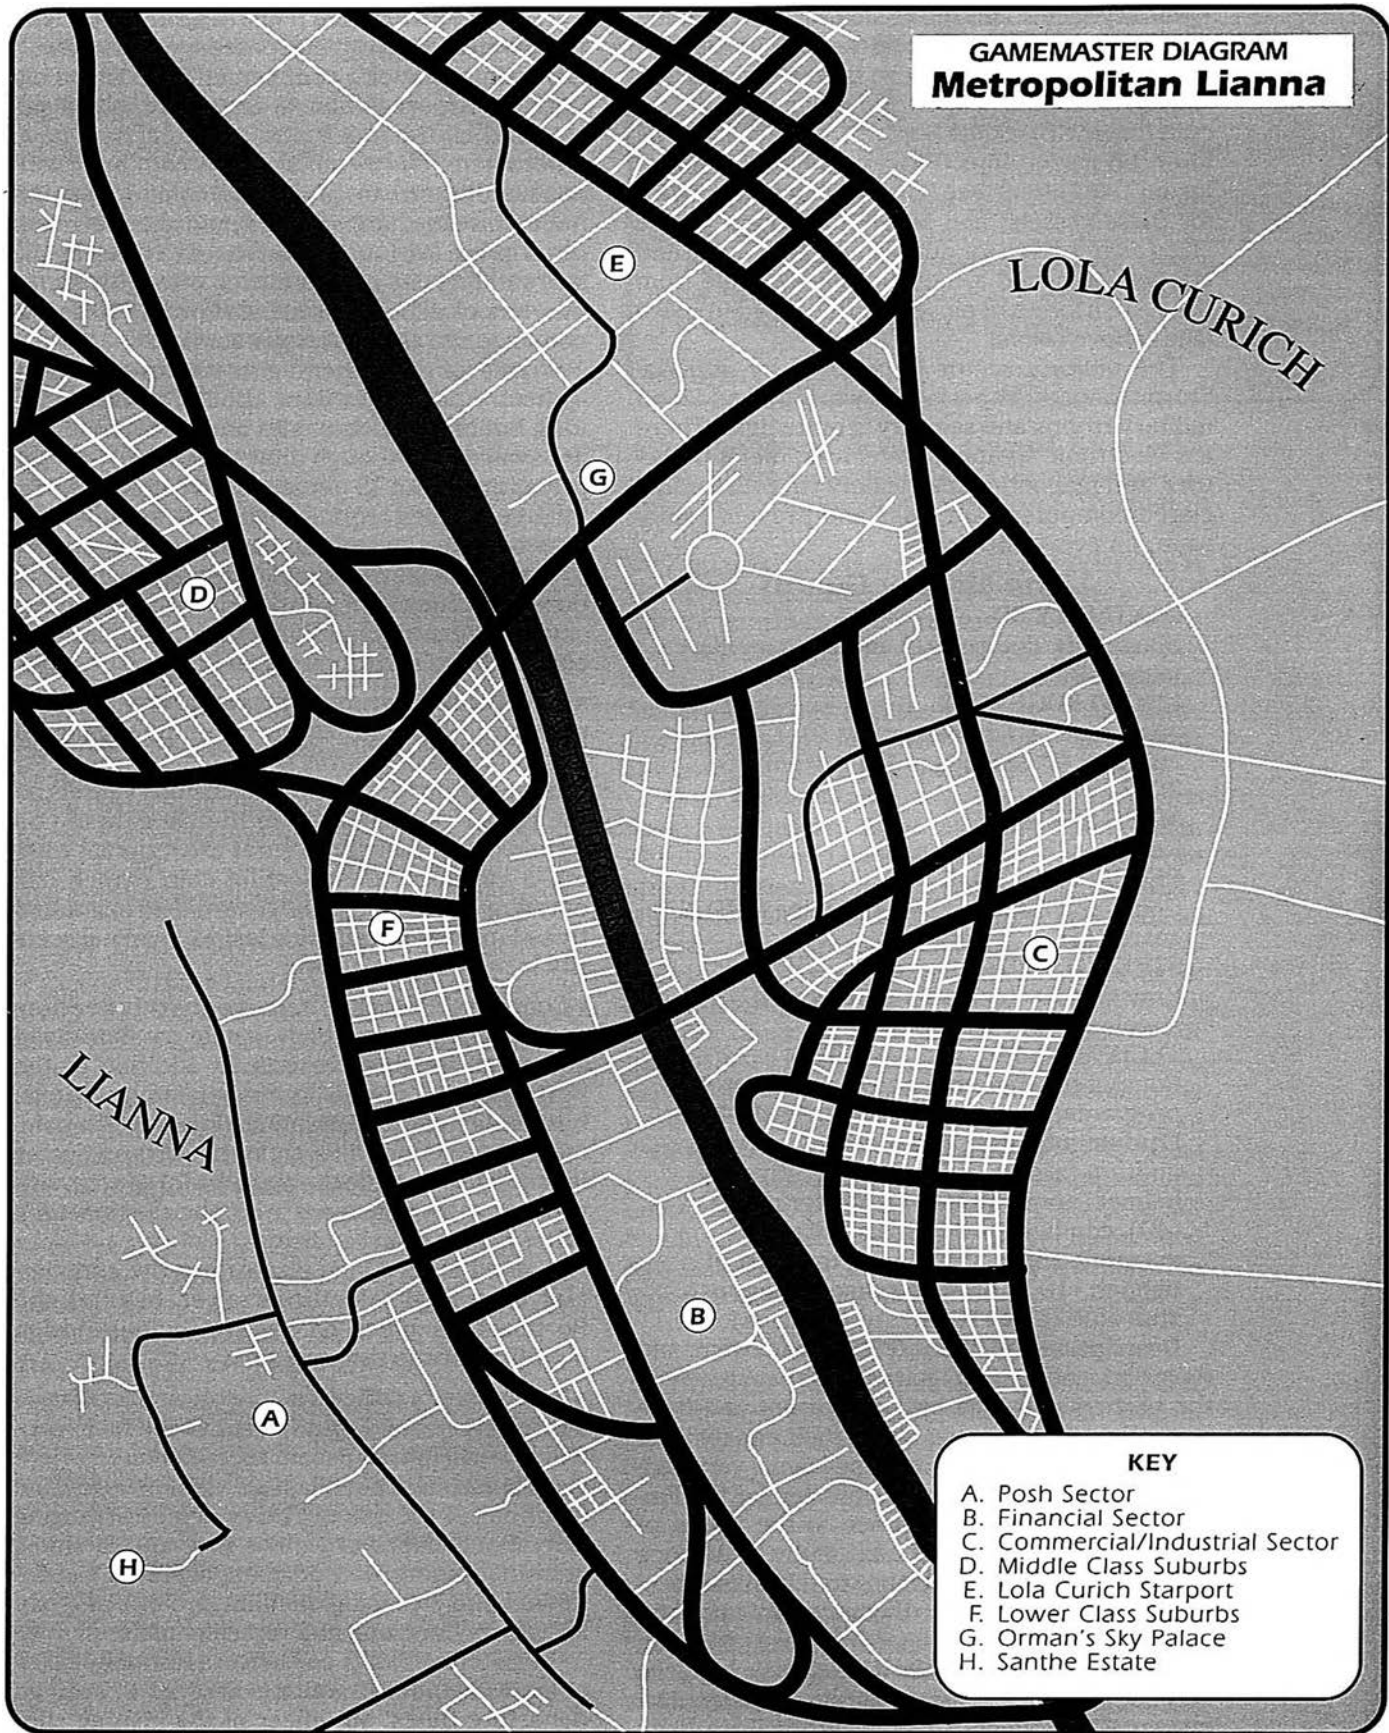 GAMEMASTER DIAGRAM
Metropolitan Lianna
LOLA CURICH
E
G
D
F
C
LIANNA
B
A
H
KEY
A. Posh Sector
B. Financial Sector
C. Commercial/Industrial Sector
D. Middle Class Suburbs
E. Lola Curich Starport
F. Lower Class Suburbs
G. Orman's Sky Palace
H. Santhe Estate